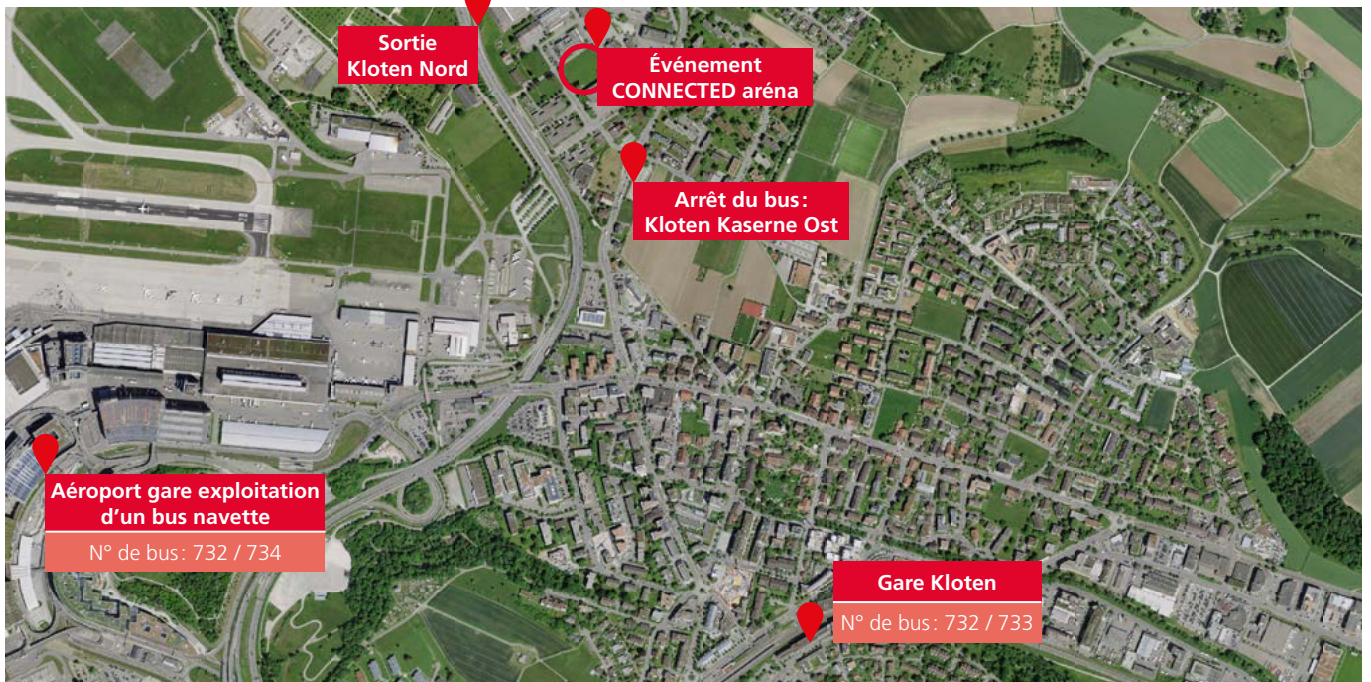 Sortie
Kloten Nord
Événement
CONNECTED aréna
Arrêt du bus:
Kloten Kaserne Ost
Aéroport gare exploitation
d’un bus navette
N° de bus: 732 / 734
Gare Kloten
N° de bus: 732 / 733